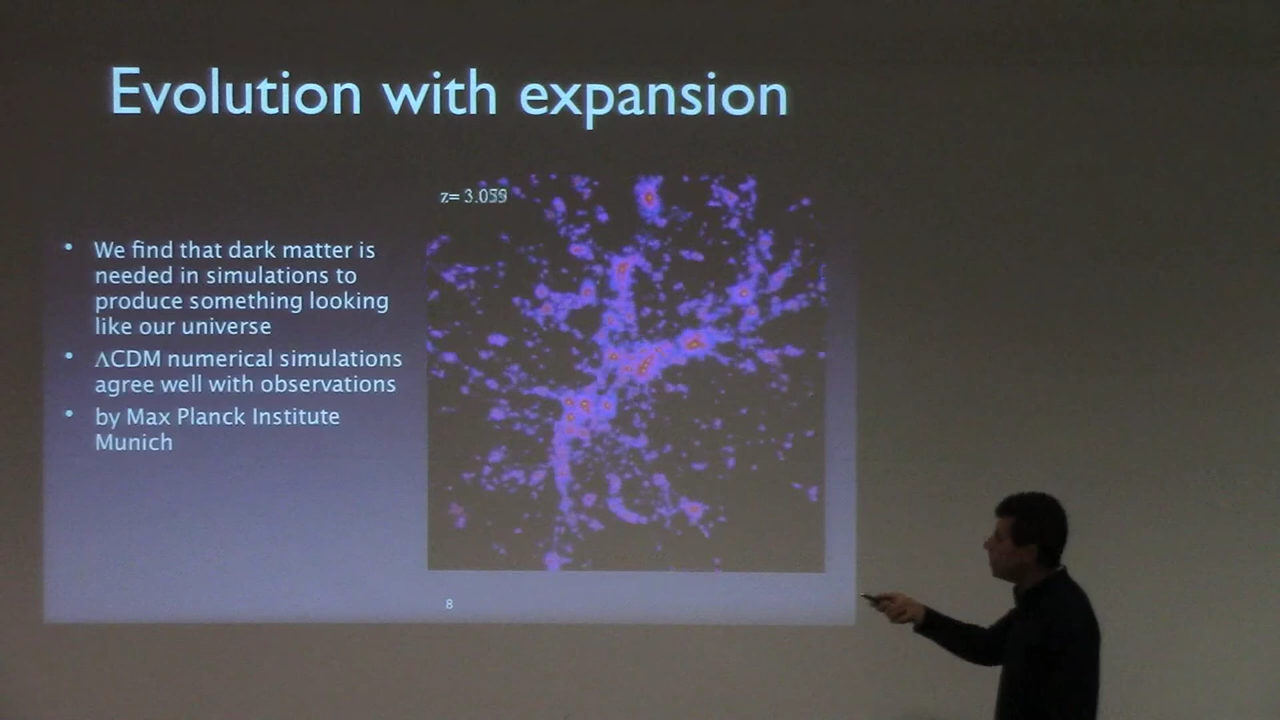 Evolution with expansion
z= 3.055
• We find that dark matter is
needed in simulations to
produce something looking
like our universe
• ΛCDM numerical simulations
agree well with observations
• by Max Planck Institute
Munich
8